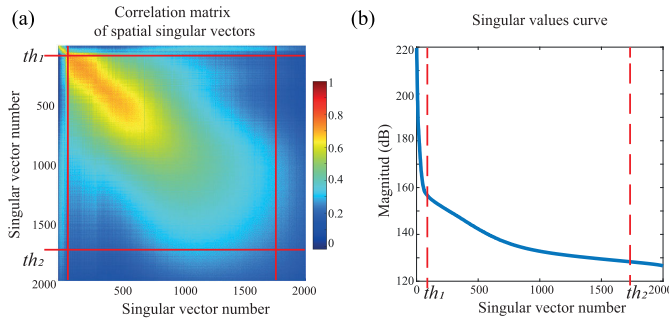 (a)
Correlation matrix
of spatial singular vectors
th₁
500
1000
1500
th₂
2000
Singular vector number
500
1000
1500
2000
Singular vector number
1
0.8
0.6
0.4
0.2
0
(b)
Singular values curve
220
200
180
160
140
120
Magnitud (dB)
0
th₁
500
1000
1500
th₂
2000
Singular vector number